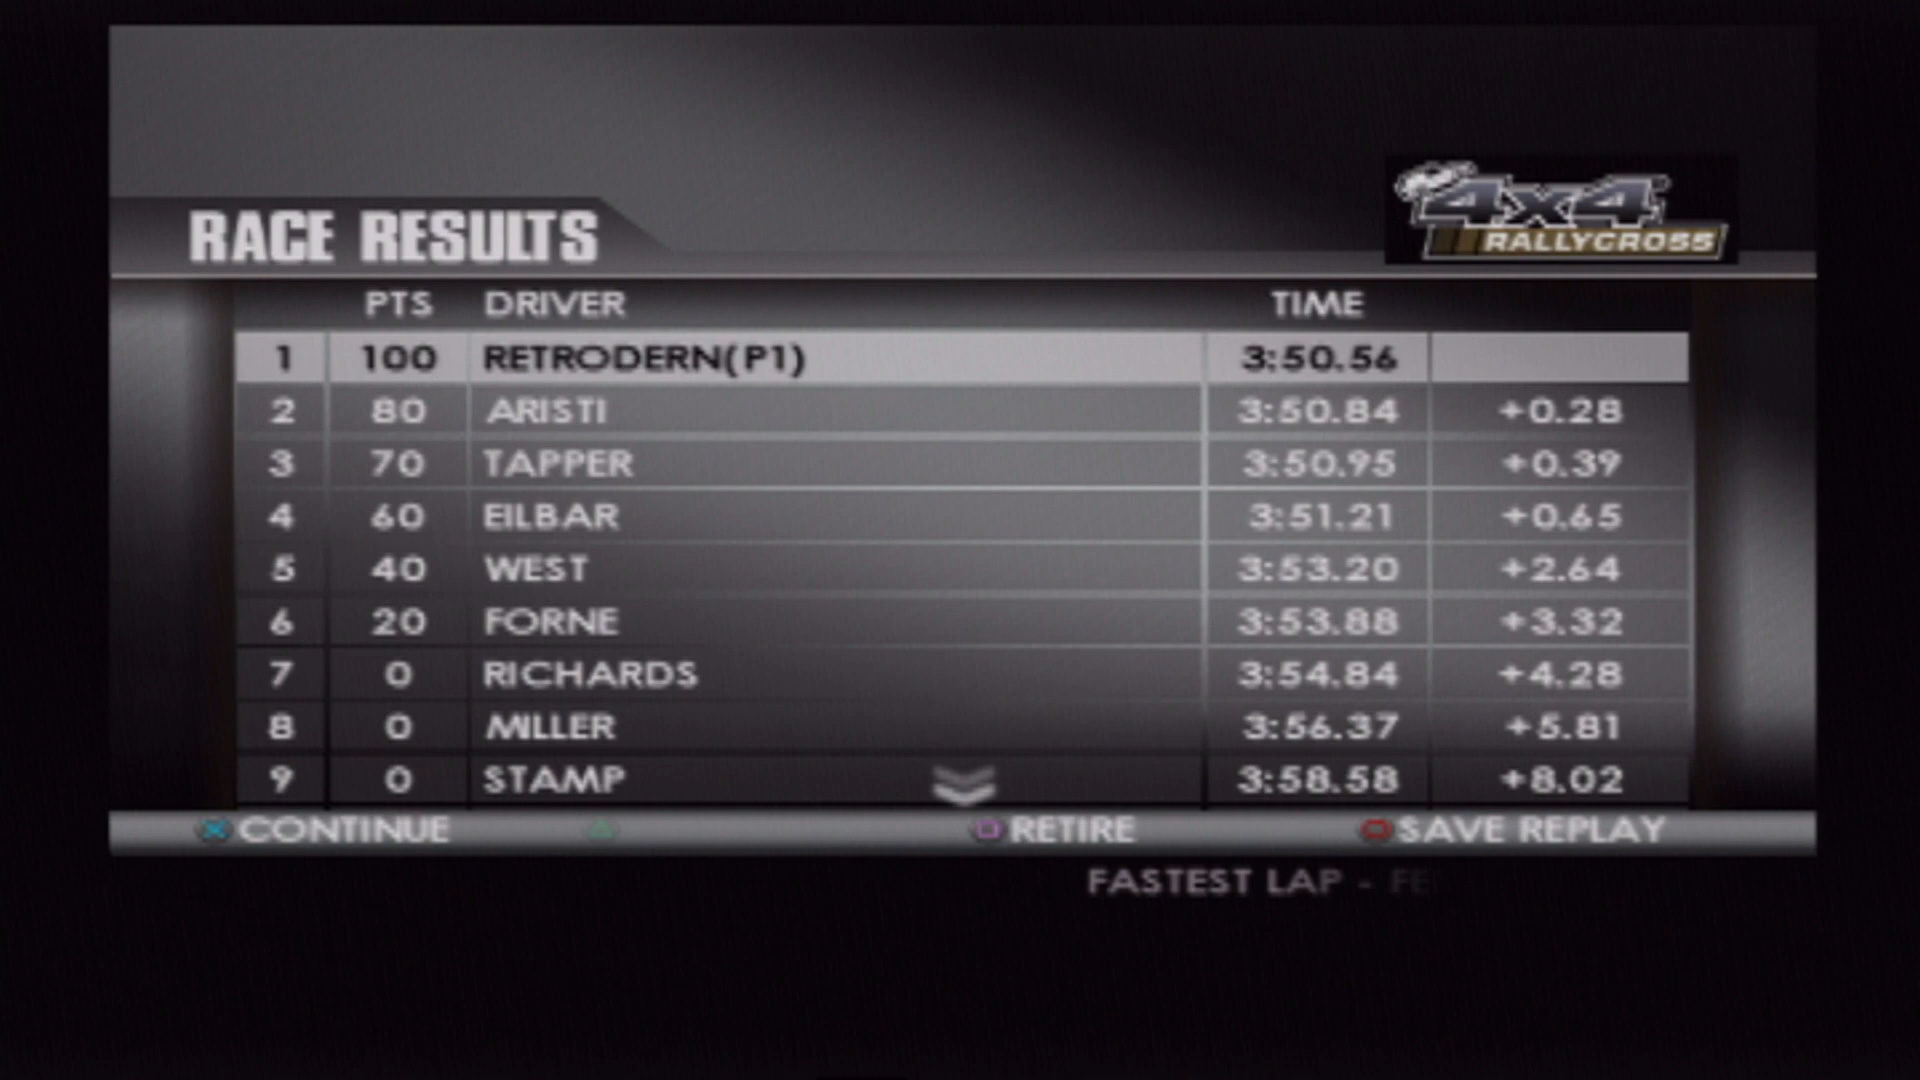 RACE RESULTS
4x4
RALLYCROSS
PTS DRIVER TIME
1 100 RETRODERN(P1) 3:50.56
2 80 ARISTI 3:50.84 +0.28
3 70 TAPPER 3:50.95 +0.39
4 60 EILBAR 3:51.21 +0.65
5 40 WEST 3:53.20 +2.64
6 20 FORNE 3:53.88 +3.32
7 0 RICHARDS 3:54.84 +4.28
8 0 MILLER 3:56.37 +5.81
9 0 STAMP 3:58.58 +8.02
CONTINUE RETIRE SAVE REPLAY
FASTEST LAP - FE